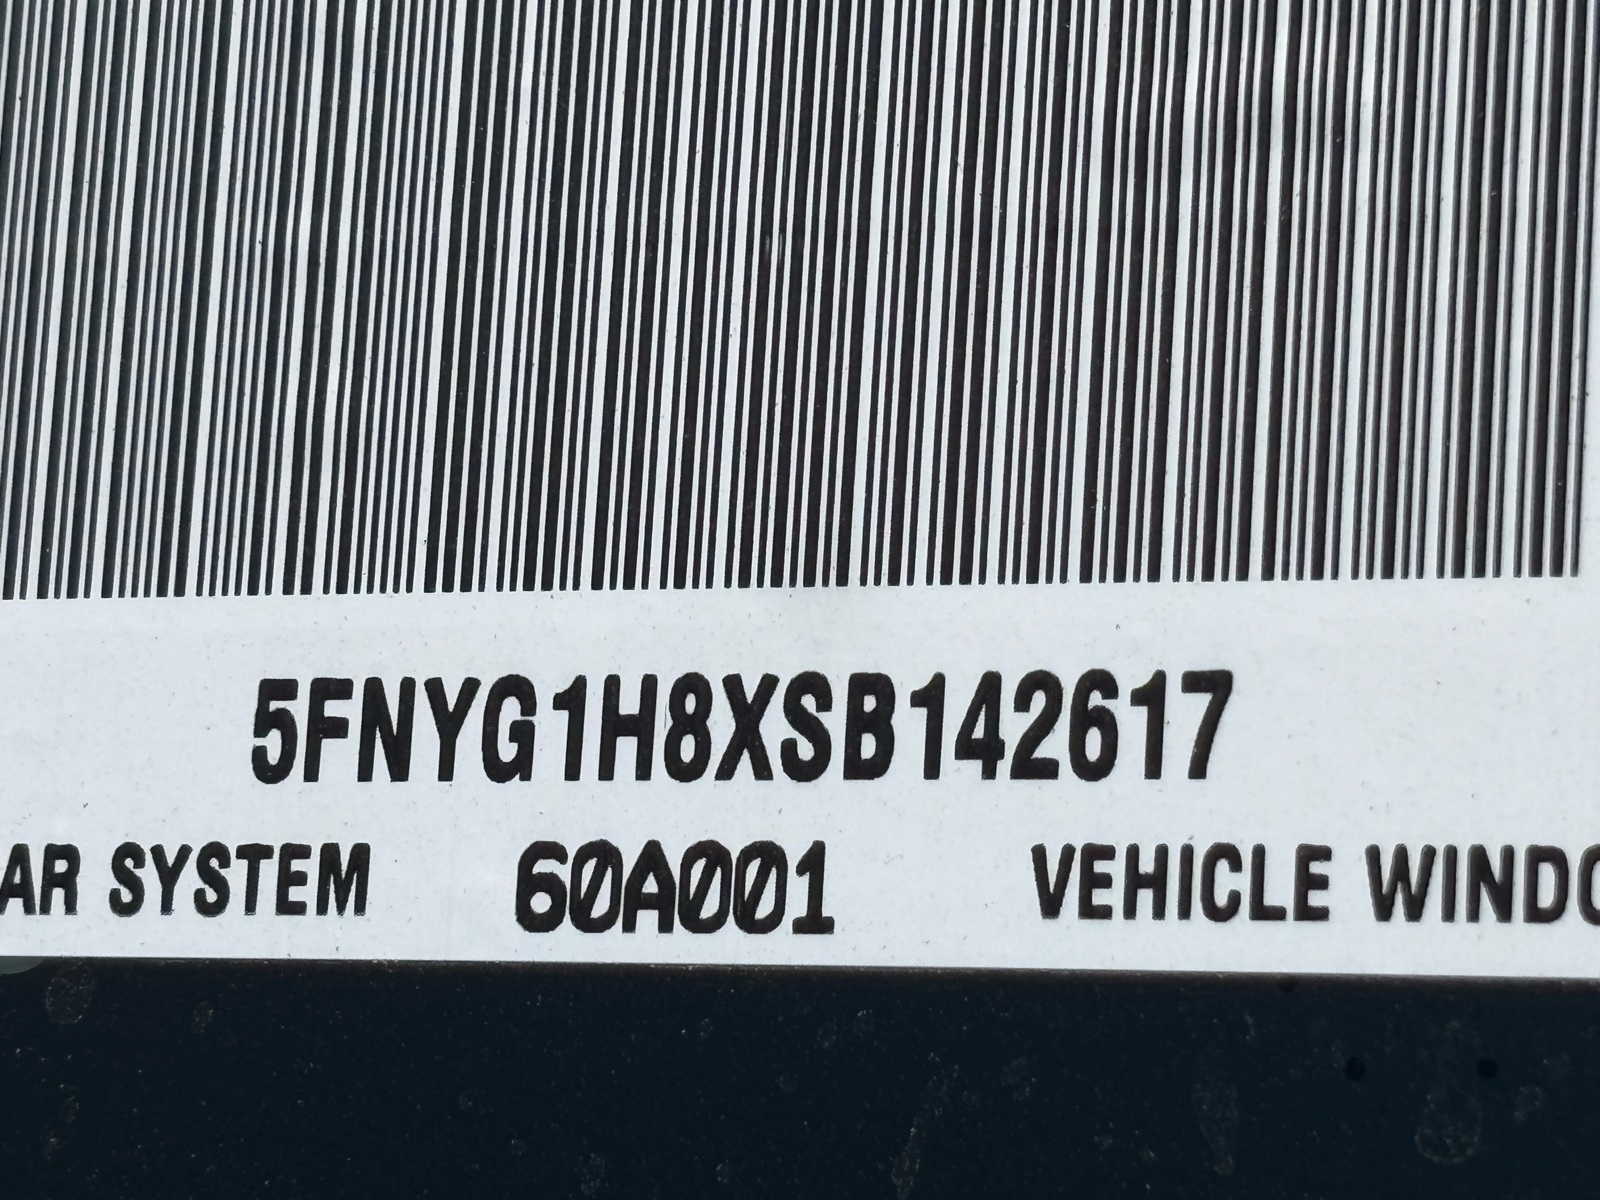 5FNYG1H8XSB142617
AR SYSTEM 60A001 VEHICLE WINDO